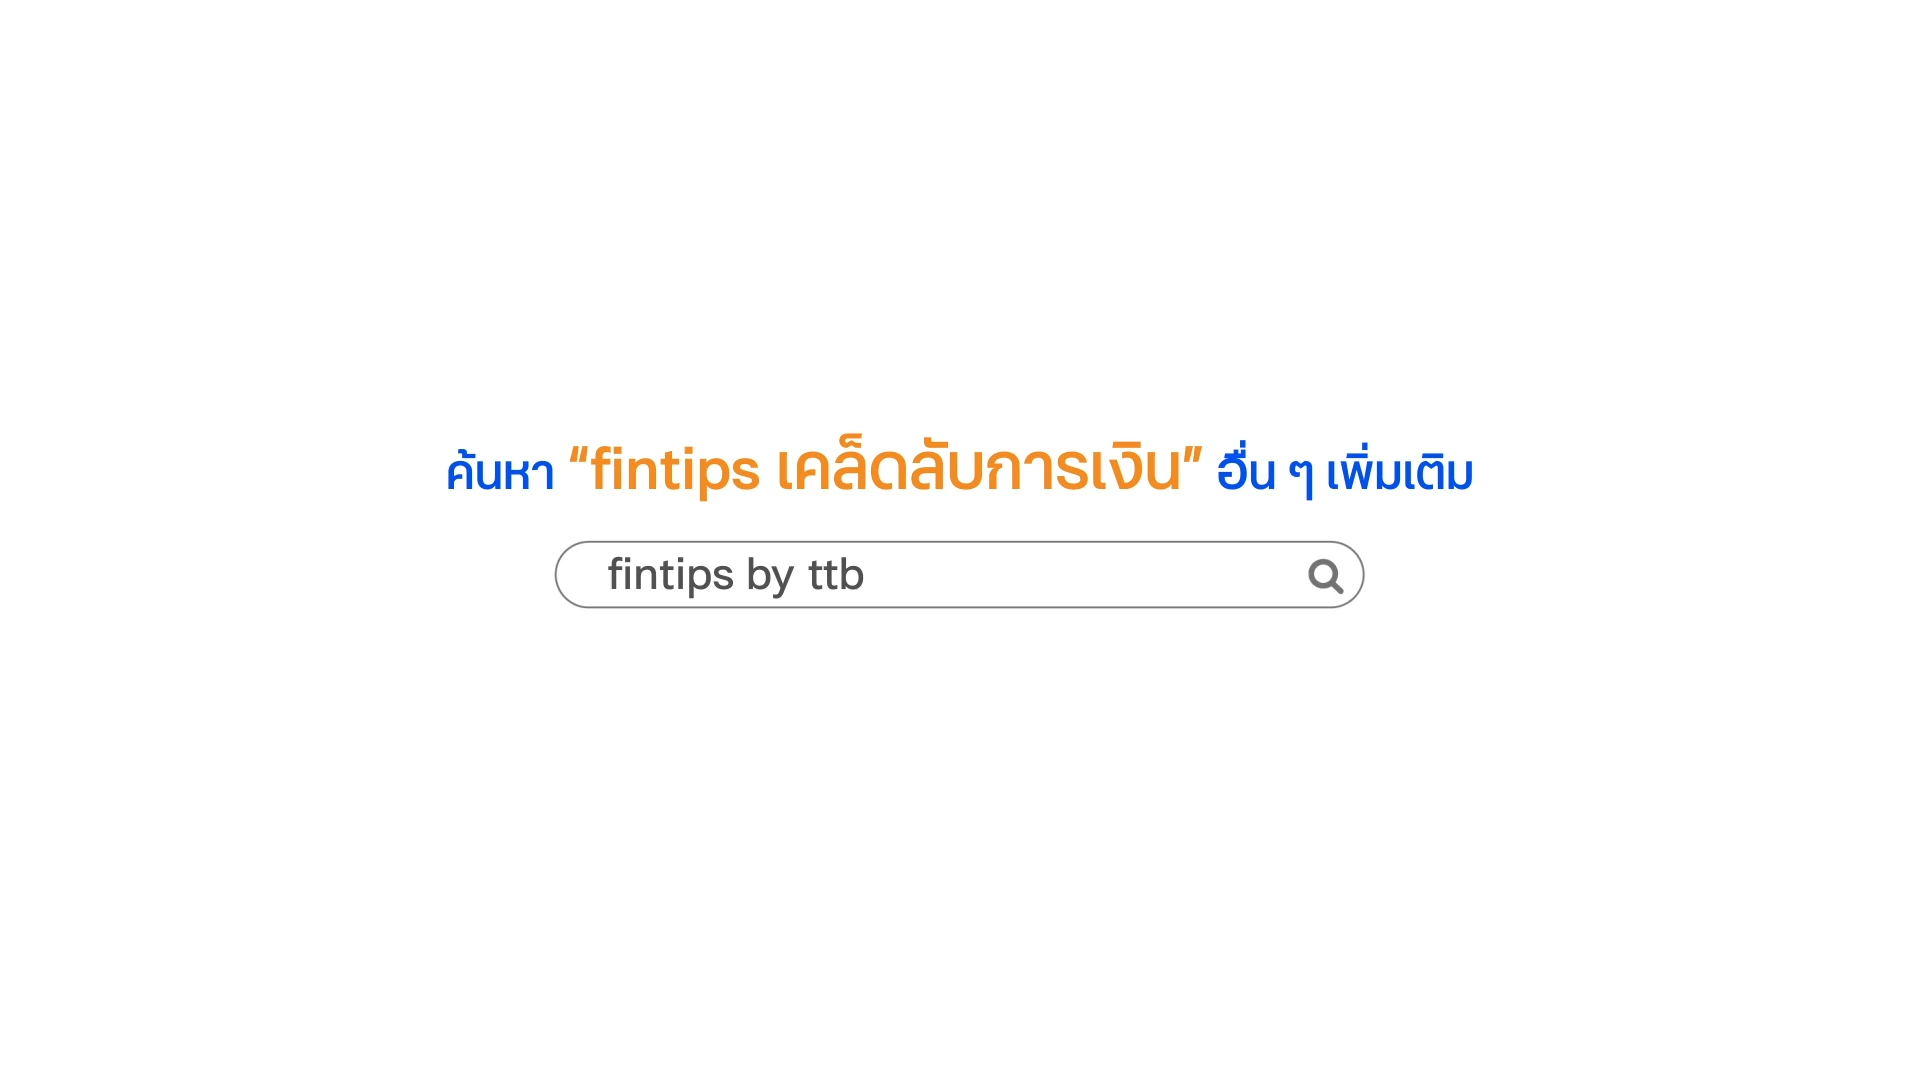 ค้นหา “fintips เคล็ดลับการเงิน” อื่น ๆ เพิ่มเติม
fintips by ttb